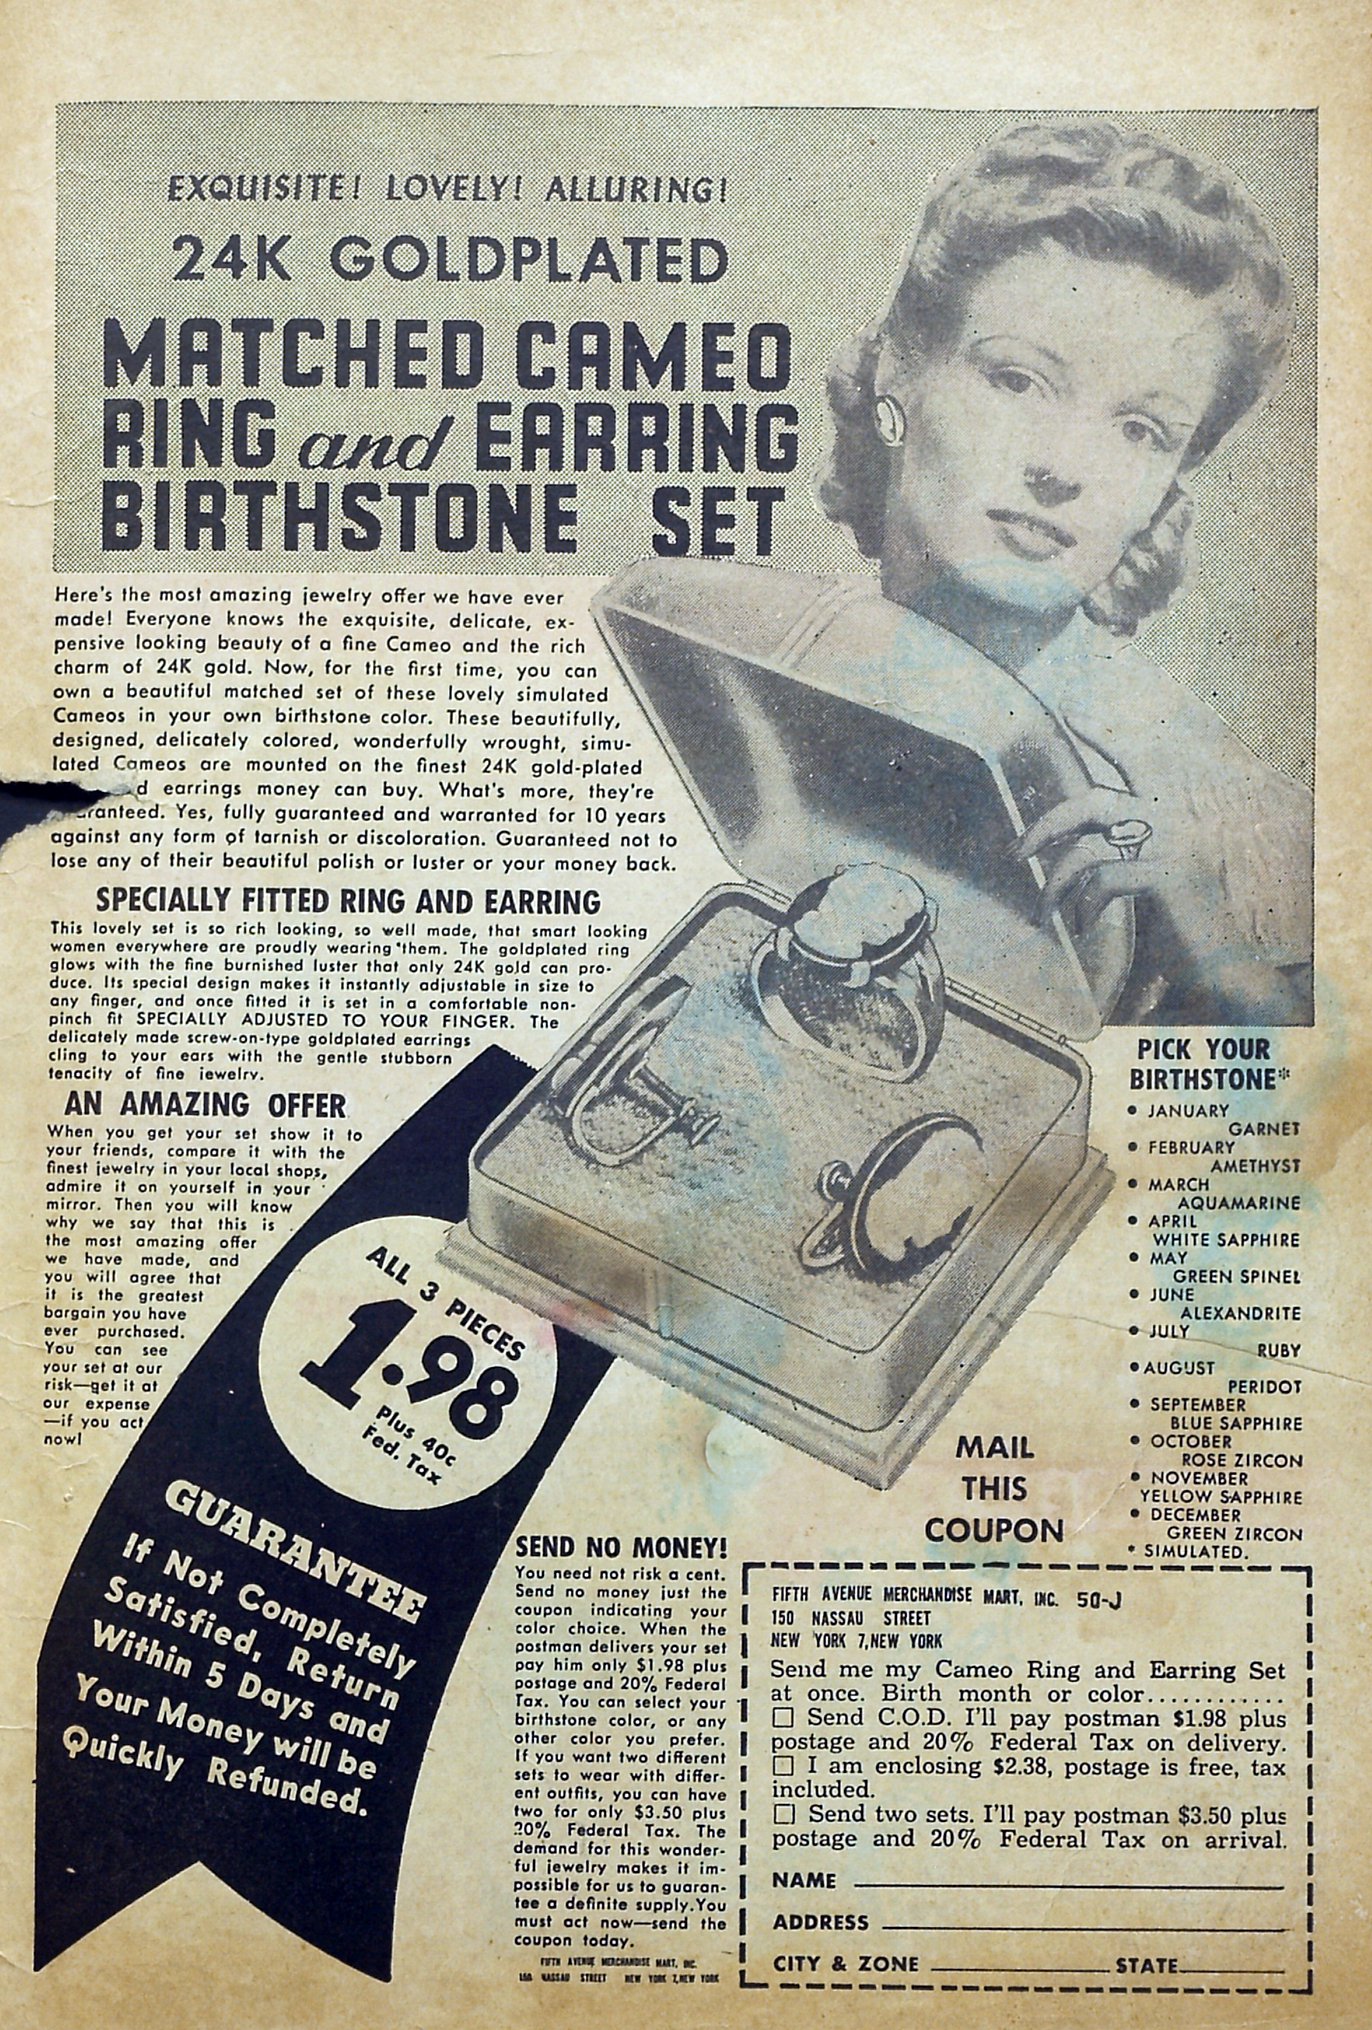 EXQUISITE! LOVELY! ALLURING!
24K GOLDPLATED
MATCHED CAMEO
RING and EARRING
BIRTHSTONE SET
Here's the most amazing jewelry offer we have ever
made! Everyone knows the exquisite, delicate, ex-
pensive looking beauty of a fine Cameo and the rich
charm of 24K gold. Now, for the first time, you can
own a beautiful matched set of these lovely simulated
Cameos in your own birthstone color. These beautifully,
designed, delicately colored, wonderfully wrought, simu-
lated Cameos are mounted on the finest 24K gold-plated
d earrings money can buy. What's more, they're
ranteed. Yes, fully guaranteed and warranted for 10 years
against any form of tarnish or discoloration. Guaranteed not to
lose any of their beautiful polish or luster or your money back.
SPECIALLY FITTED RING AND EARRING
This lovely set is so rich looking, so well made, that smart looking
women everywhere are proudly wearing them. The goldplated ring
glows with the fine burnished luster that only 24K gold can pro-
duce. Its special design makes it instantly adjustable in size to
any finger, and once fitted it is set in a comfortable non-
pinch fit SPECIALLY ADJUSTED TO YOUR FINGER. The
delicately made screw-on-type goldplated earrings
cling to your ears with the gentle stubborn
tenacity of fine jewelry.
AN AMAZING OFFER
When you get your set show it to
your friends, compare it with the
finest jewelry in your local shops,
admire it on yourself in your
mirror. Then you will know
why we say that this is
the most amazing offer
we have made, and
you will agree that
it is the greatest
bargain you have
ever purchased.
You can see
your set at our
risk—get it at
our expense
—if you act
now!
ALL 3 PIECES
1.98
Plus 40c
Fed. Tax
GUARANTEE
If Not Completely
Satisfied, Return
Within 5 Days and
Your Money will be
Quickly Refunded.
PICK YOUR
BIRTHSTONE*
• JANUARY
GARNET
• FEBRUARY
AMETHYST
• MARCH
AQUAMARINE
• APRIL
WHITE SAPPHIRE
• MAY
GREEN SPINEL
• JUNE
ALEXANDRITE
• JULY
RUBY
• AUGUST
PERIDOT
• SEPTEMBER
BLUE SAPPHIRE
• OCTOBER
ROSE ZIRCON
• NOVEMBER
YELLOW SAPPHIRE
• DECEMBER
GREEN ZIRCON
* SIMULATED.
MAIL
THIS
COUPON
SEND NO MONEY!
You need not risk a cent.
Send no money just the
coupon indicating your
color choice. When the
postman delivers your set
pay him only $1.98 plus
postage and 20% Federal
Tax. You can select your
birthstone color, or any
other color you prefer.
If you want two different
sets to wear with differ-
ent outfits, you can have
two for only $3.50 plus
20% Federal Tax. The
demand for this wonder-
ful jewelry makes it im-
possible for us to guaran-
tee a definite supply. You
must act now—send the
coupon today.
FIFTH AVENUE MERCHANDISE MART, INC.
150 NASSAU STREET NEW YORK 7, NEW YORK
FIFTH AVENUE MERCHANDISE MART, INC. 50-J
150 NASSAU STREET
NEW YORK 7, NEW YORK
Send me my Cameo Ring and Earring Set
at once. Birth month or color.............
☐ Send C.O.D. I'll pay postman $1.98 plus
postage and 20% Federal Tax on delivery.
☐ I am enclosing $2.38, postage is free, tax
included.
☐ Send two sets. I'll pay postman $3.50 plus
postage and 20% Federal Tax on arrival.
NAME
ADDRESS
CITY & ZONE STATE